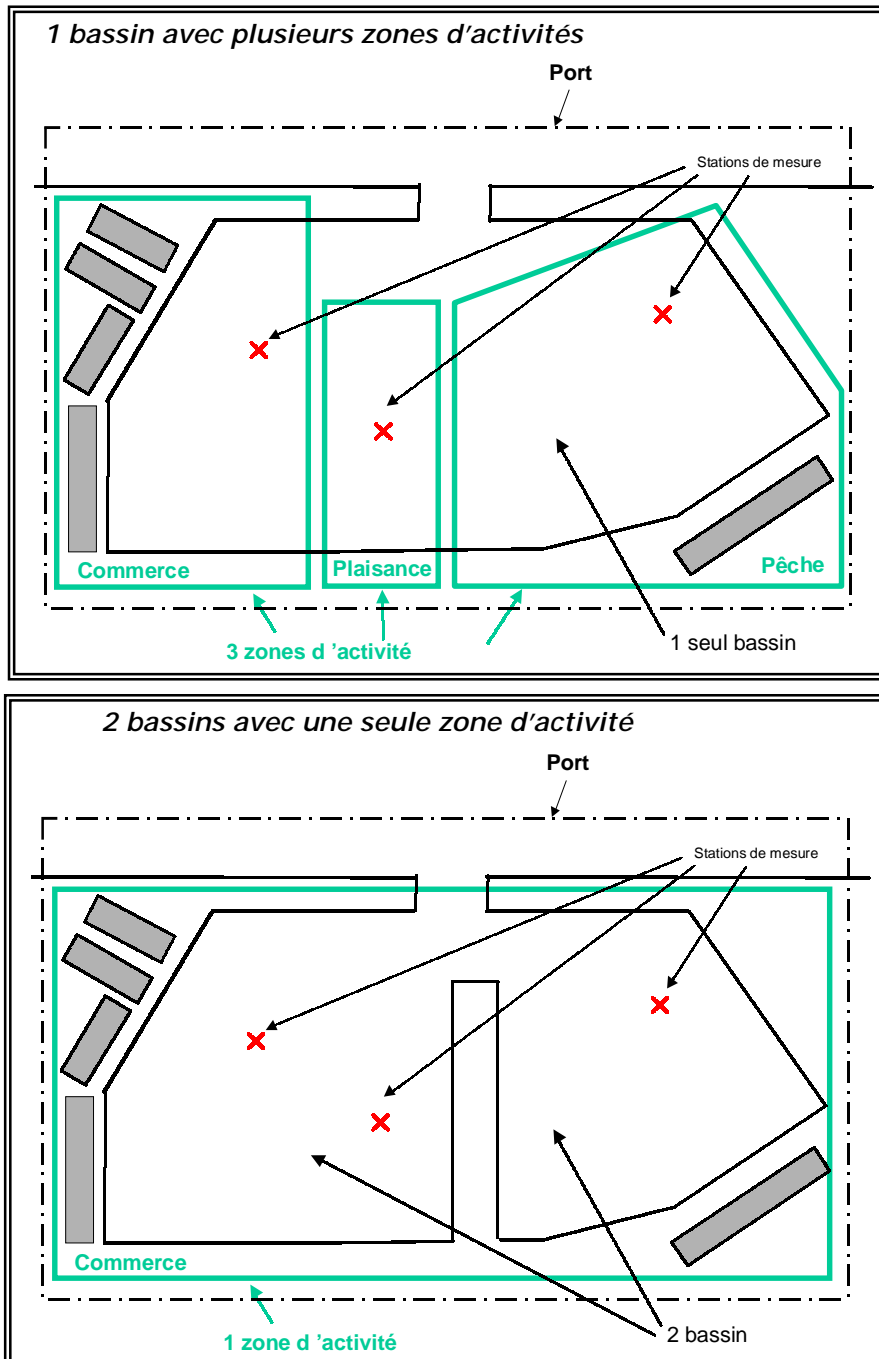 1 bassin avec plusieurs zones d'activités
Port
Stations de mesure
Commerce
Plaisance
Pêche
3 zones d 'activité
1 seul bassin
2 bassins avec une seule zone d'activité
Port
Stations de mesure
Commerce
1 zone d 'activité
2 bassin